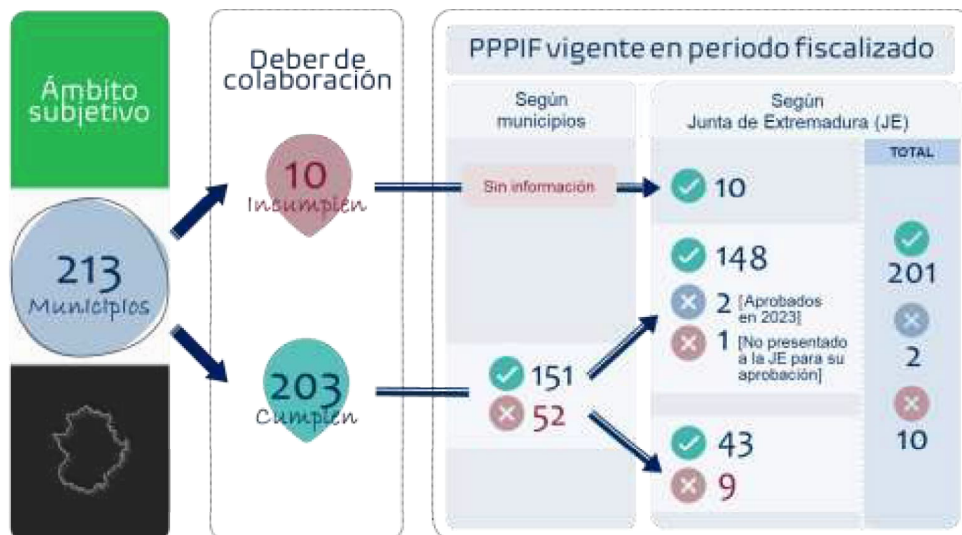 Ámbito
subjetivo
213
Municipios
Deber de
colaboración
10
Incumplen
203
Cumplen
PPPIF vigente en periodo fiscalizado
Según
municipios
Sin información
151
52
Según
Junta de Extremadura (JE)
10
148
2 [Aprobados
en 2023]
1 [No presentado
a la JE para su
aprobación]
43
9
TOTAL
201
2
10